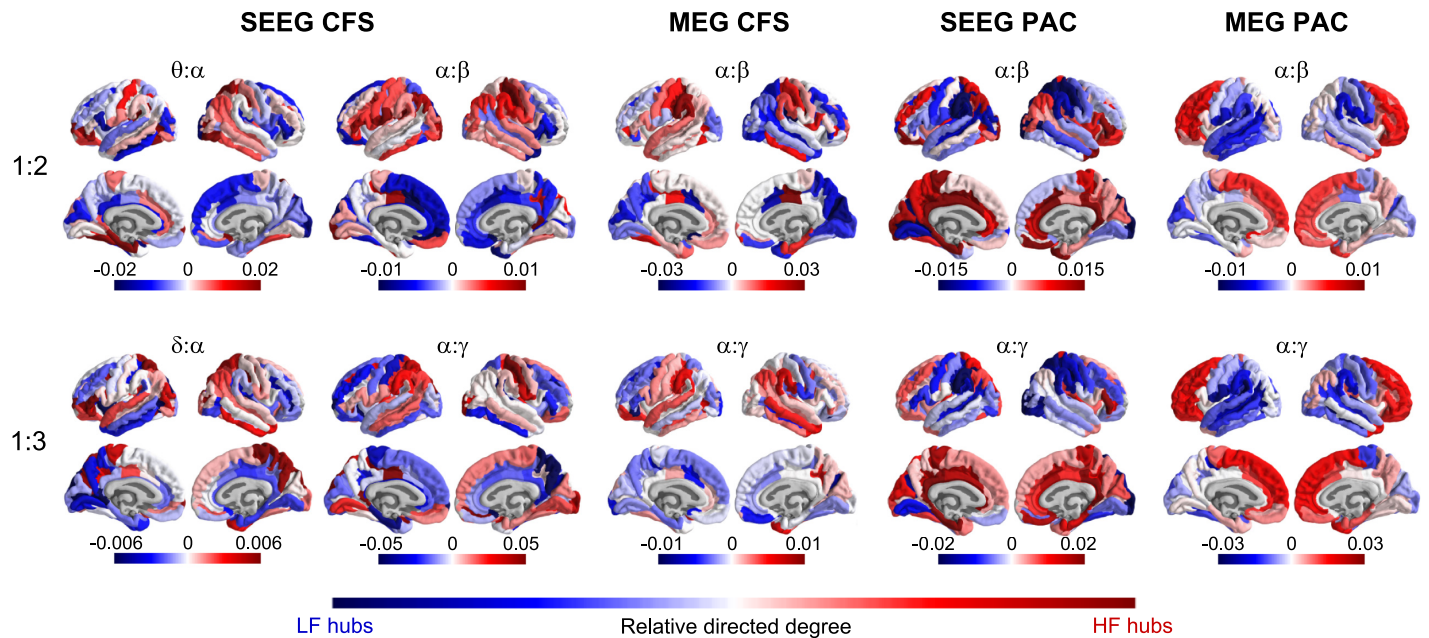 SEEG CFS MEG CFS SEEG PAC MEG PAC
θ:α α:β α:β α:β α:β
1:2
-0.02 0 0.02 -0.01 0 0.01 -0.03 0 0.03 -0.015 0 0.015 -0.01 0 0.01
δ:α α:γ α:γ α:γ α:γ
1:3
-0.006 0 0.006 -0.05 0 0.05 -0.01 0 0.01 -0.02 0 0.02 -0.03 0 0.03
LF hubs Relative directed degree HF hubs